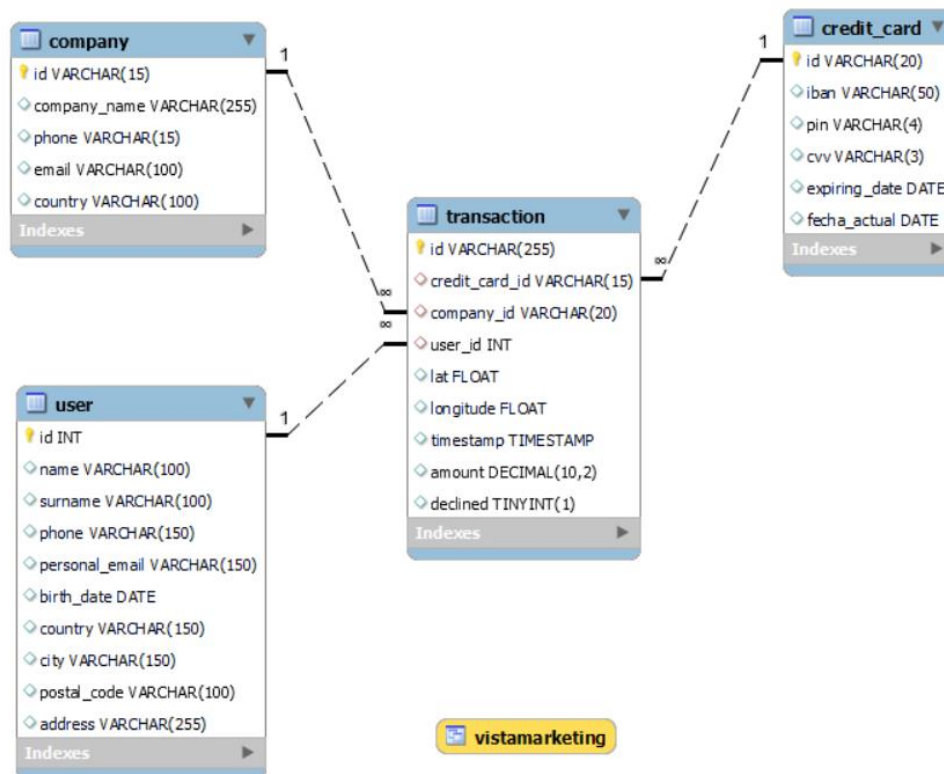 company
id VARCHAR(15)
company_name VARCHAR(255)
phone VARCHAR(15)
email VARCHAR(100)
country VARCHAR(100)
Indexes
1
credit_card
id VARCHAR(20)
iban VARCHAR(50)
pin VARCHAR(4)
cvv VARCHAR(3)
expiring_date DATE
fecha_actual DATE
Indexes
1
transaction
id VARCHAR(255)
credit_card_id VARCHAR(15)
company_id VARCHAR(20)
user_id INT
lat FLOAT
longitude FLOAT
timestamp TIMESTAMP
amount DECIMAL(10,2)
declined TINYINT(1)
Indexes
∞
∞
∞
user
id INT
name VARCHAR(100)
surname VARCHAR(100)
phone VARCHAR(150)
personal_email VARCHAR(150)
birth_date DATE
country VARCHAR(150)
city VARCHAR(150)
postal_code VARCHAR(100)
address VARCHAR(255)
Indexes
1
vistamarketing